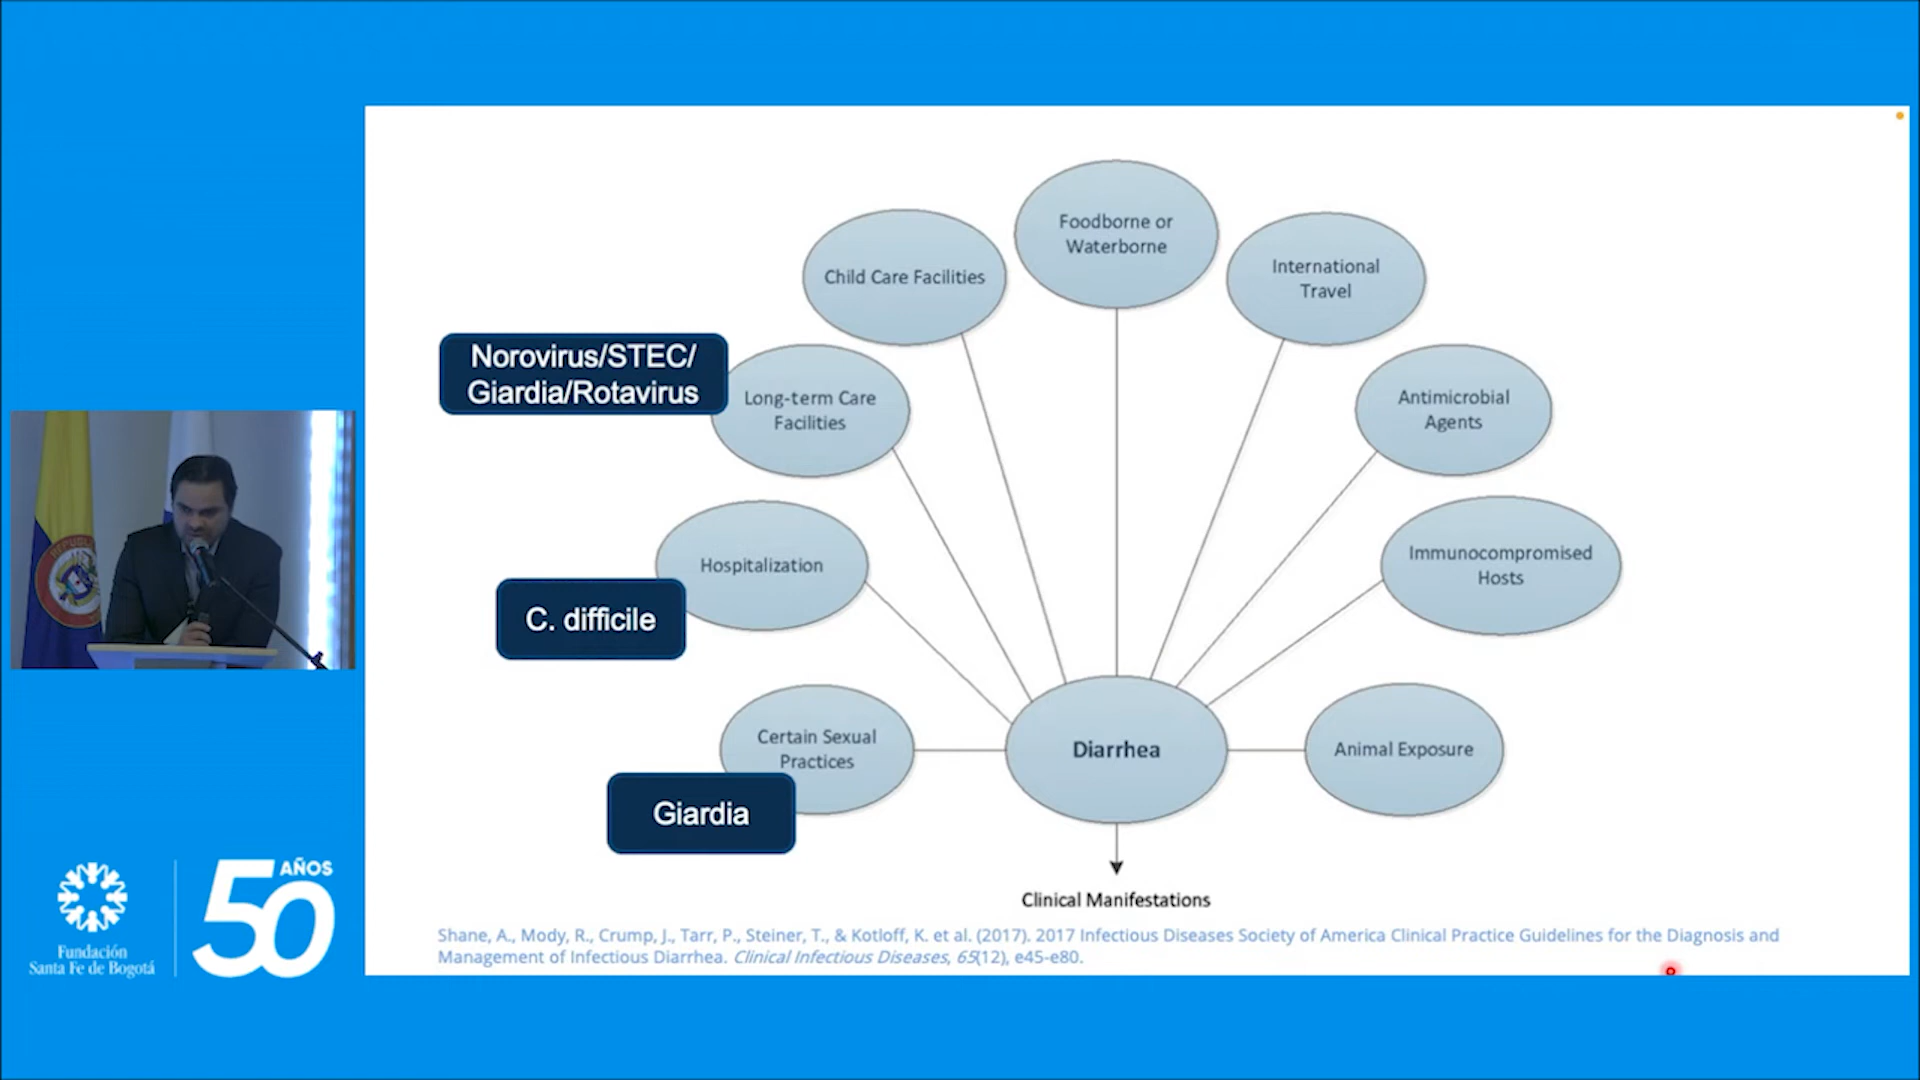 Foodborne or
Waterborne
Child Care Facilities
International
Travel
Norovirus/STEC/
Giardia/Rotavirus
Long-term Care
Facilities
Antimicrobial
Agents
Hospitalization
Immunocompromised
Hosts
C. difficile
Certain Sexual
Practices
Diarrhea
Animal Exposure
Giardia
Clinical Manifestations
Shane, A., Mody, R., Crump, J., Tarr, P., Steiner, T., & Kotloff, K. et al. (2017). 2017 Infectious Diseases Society of America Clinical Practice Guidelines for the Diagnosis and
Management of Infectious Diarrhea. Clinical Infectious Diseases, 65(12), e45-e80.
Fundación
Santa Fe de Bogotá
50 AÑOS